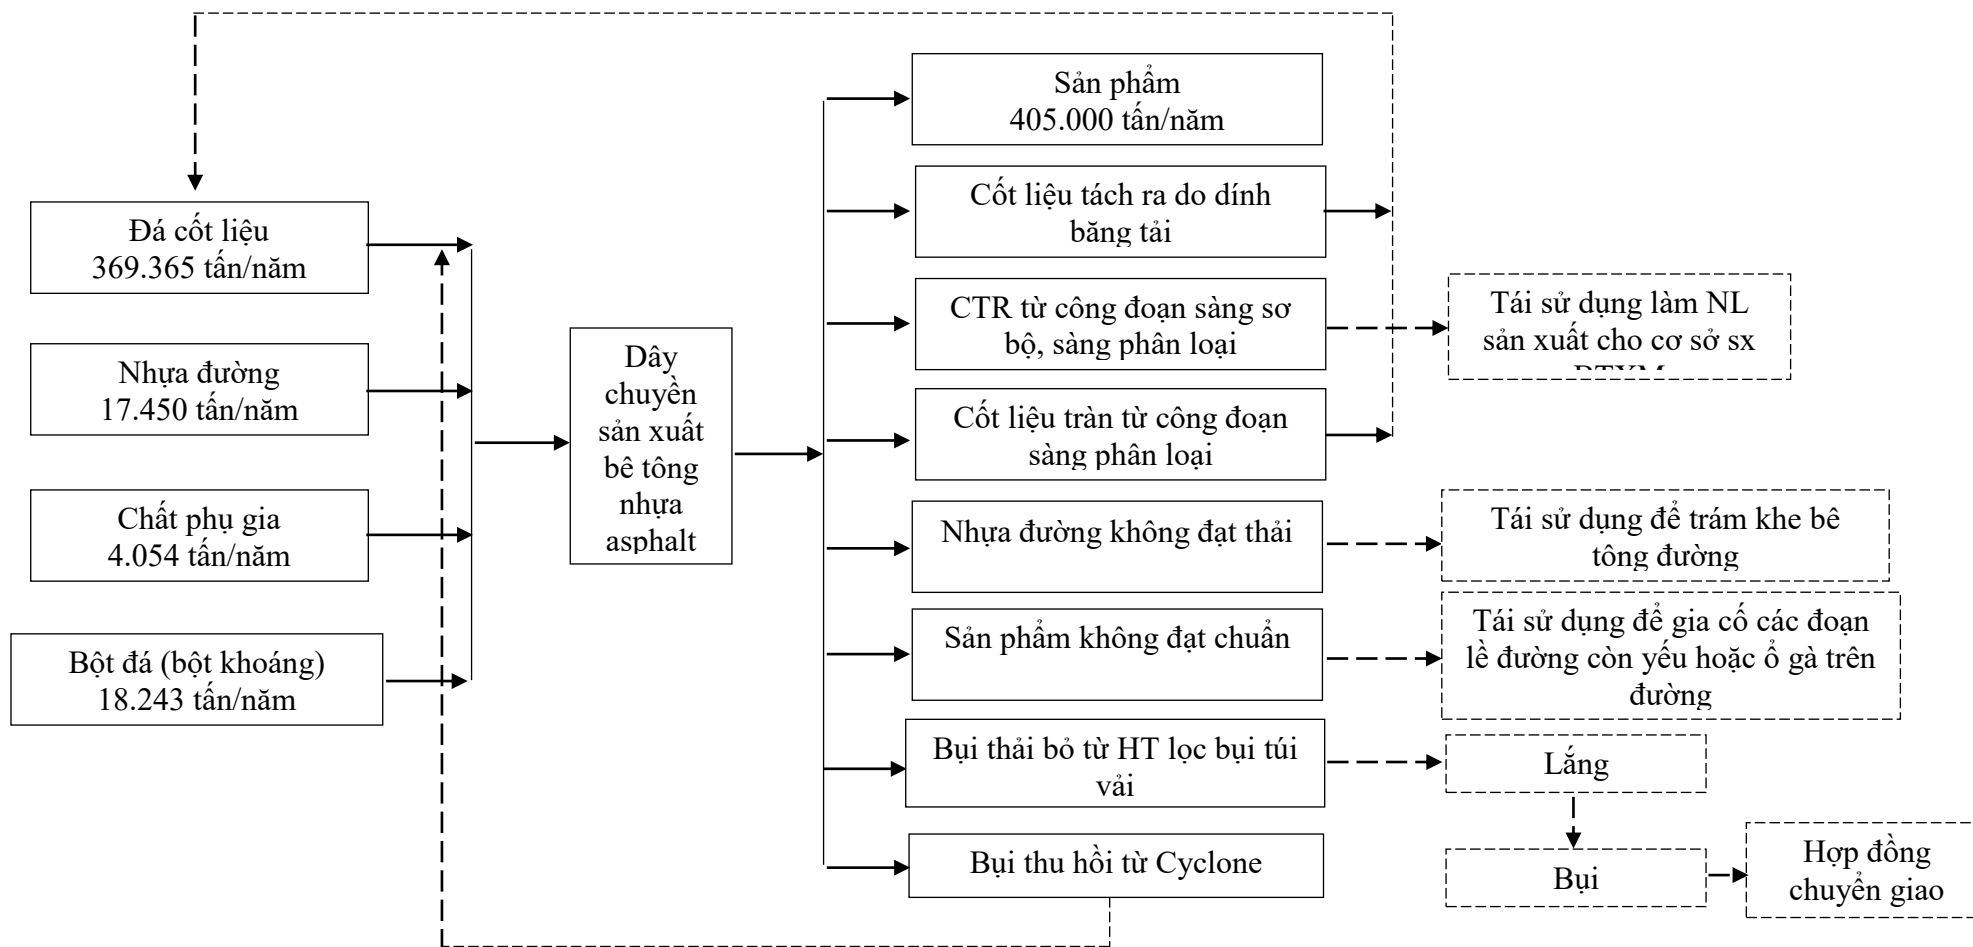 Đá cốt liệu
369.365 tấn/năm
Nhựa đường
17.450 tấn/năm
Chất phụ gia
4.054 tấn/năm
Bột đá (bột khoáng)
18.243 tấn/năm
Dây
chuyền
sản xuất
bê tông
nhựa
asphalt
Sản phẩm
405.000 tấn/năm
Cốt liệu tách ra do dính
băng tải
CTR từ công đoạn sàng sơ
bộ, sàng phân loại
Cốt liệu tràn từ công đoạn
sàng phân loại
Nhựa đường không đạt thải
Sản phẩm không đạt chuẩn
Bụi thải bỏ từ HT lọc bụi túi
vải
Bụi thu hồi từ Cyclone
Tái sử dụng làm NL
sản xuất cho cơ sở sx
Tái sử dụng để trám khe bê
tông đường
Tái sử dụng để gia cố các đoạn
lề đường còn yếu hoặc ổ gà trên
đường
Lắng
Bụi
Hợp đồng
chuyển giao